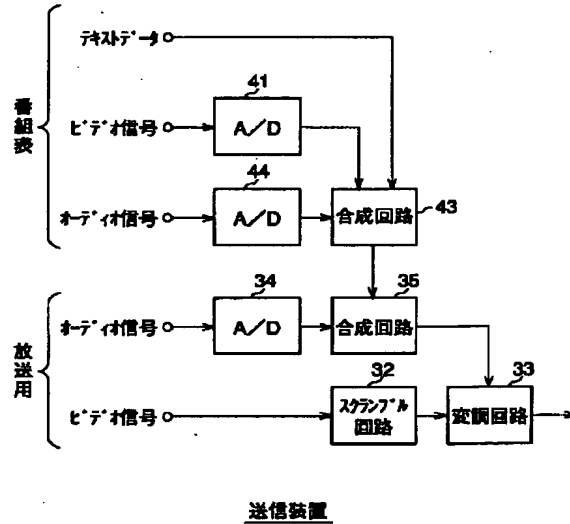 番組表
テキストデータ
ビデオ信号
41
A／D
オーディオ信号
44
A／D
合成回路
43
放送用
オーディオ信号
34
A／D
35
合成回路
ビデオ信号
32
スクランブル
回路
33
変調回路
送信装置